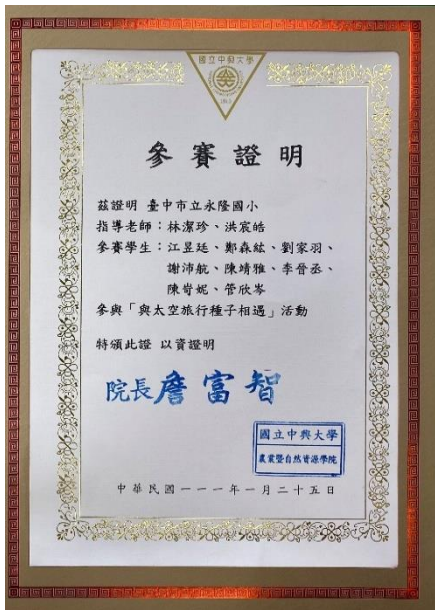 國立中興大學
1919
參賽證明
茲證明 臺中市立永隆國小
指導老師：林潔珍、洪宸皓
參賽學生：江昱廷、鄭森紘、劉家羽、
謝沛航、陳靖雅、李晉丞、
陳旹妮、管欣岑
參與「與太空旅行種子相遇」活動
特頒此證 以資證明
院長詹富智
國立中興大學
農業暨自然資源學院
中華民國一一一年一月二十五日